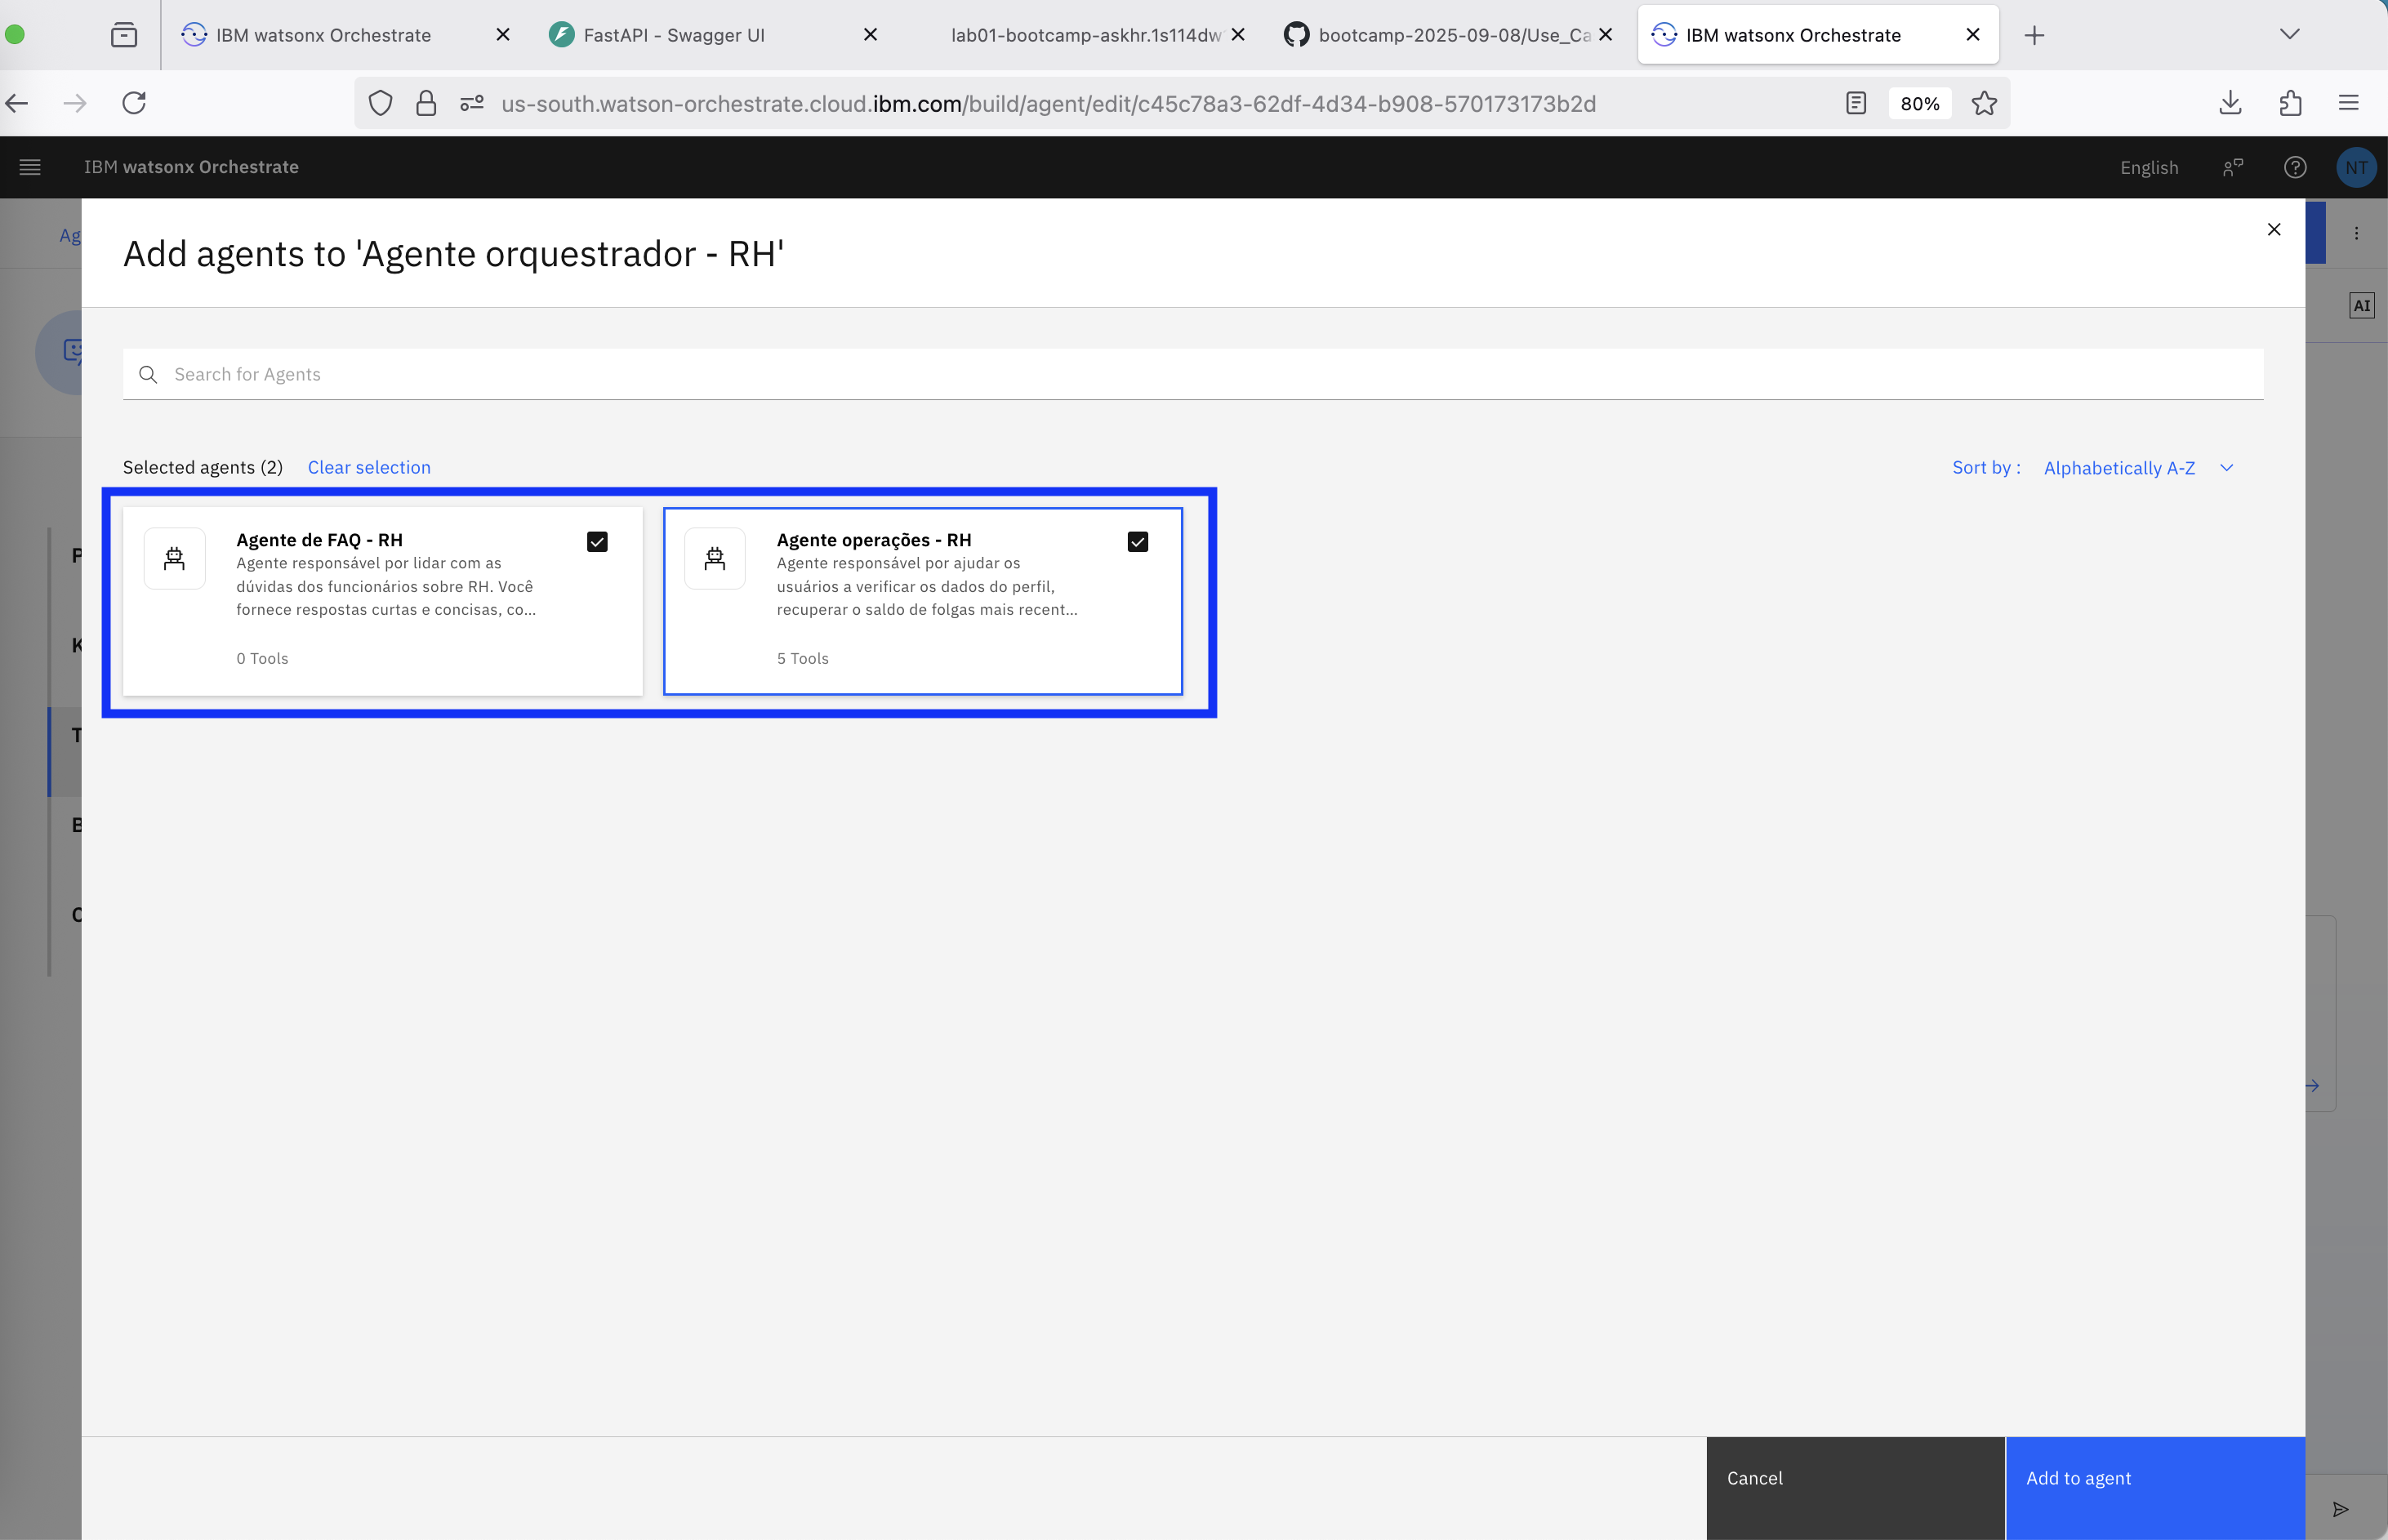 IBM watsonx Orchestrate
FastAPI - Swagger UI
lab01-bootcamp-askhr.1s114dw
bootcamp-2025-09-08/Use_Ca
IBM watsonx Orchestrate
us-south.watson-orchestrate.cloud.ibm.com/build/agent/edit/c45c78a3-62df-4d34-b908-570173173b2d
80%
IBM watsonx Orchestrate
English
NT
Ag
Add agents to 'Agente orquestrador - RH'
AI
Search for Agents
Selected agents (2)
Clear selection
Sort by :
Alphabetically A-Z
Agente de FAQ - RH
Agente responsável por lidar com as
dúvidas dos funcionários sobre RH. Você
fornece respostas curtas e concisas, co...
0 Tools
Agente operações - RH
Agente responsável por ajudar os
usuários a verificar os dados do perfil,
recuperar o saldo de folgas mais recent...
5 Tools
Cancel
Add to agent